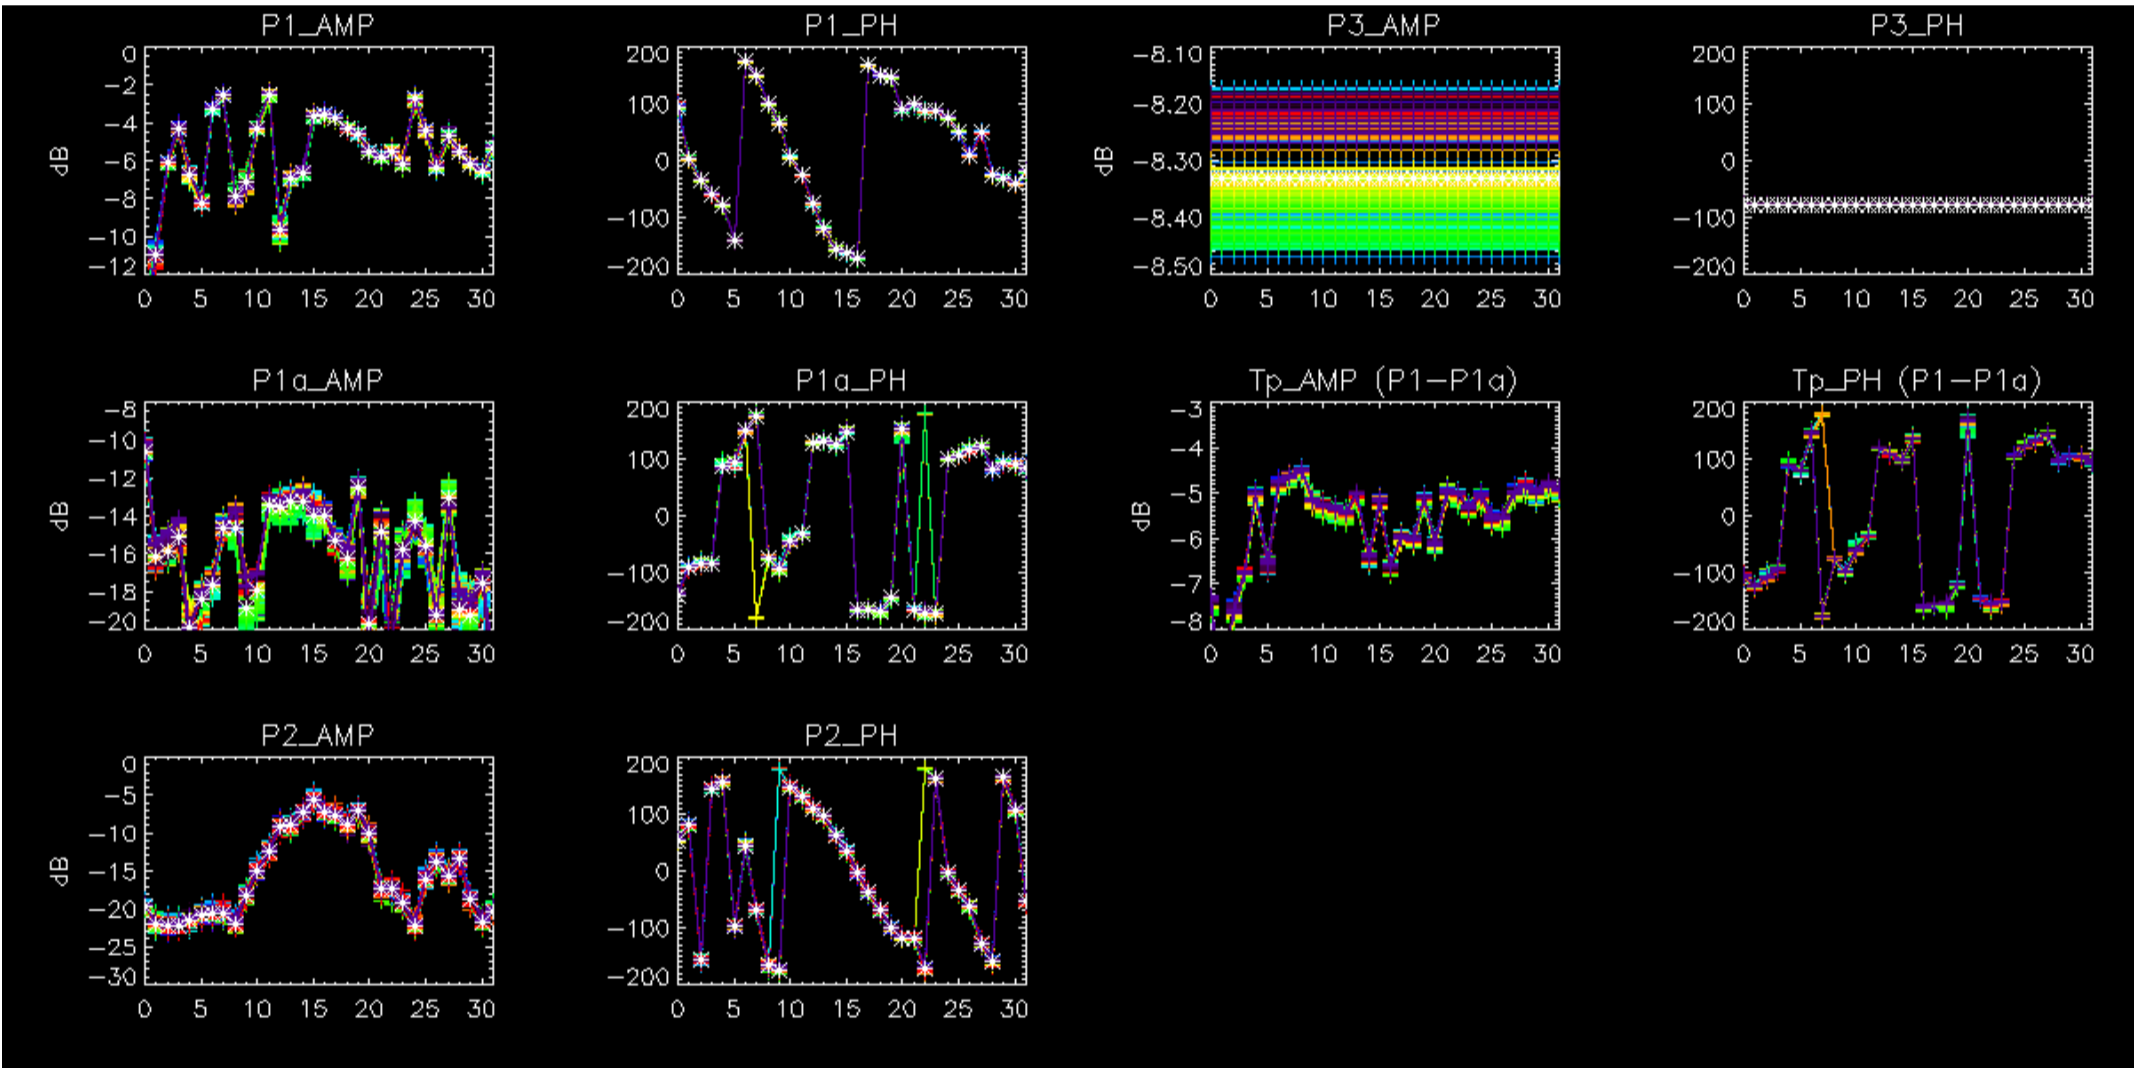 P1_AMP
0
-2
-4
-6
-8
-10
-12
dB
0 5 10 15 20 25 30
P1_PH
200
100
0
-100
-200
0 5 10 15 20 25 30
P3_AMP
-8.10
-8.20
-8.30
-8.40
-8.50
dB
0 5 10 15 20 25 30
P3_PH
200
100
0
-100
-200
0 5 10 15 20 25 30
P1a_AMP
-8
-10
-12
-14
-16
-18
-20
dB
0 5 10 15 20 25 30
P1a_PH
200
100
0
-100
-200
0 5 10 15 20 25 30
Tp_AMP (P1-P1a)
-3
-4
-5
-6
-7
-8
dB
0 5 10 15 20 25 30
Tp_PH (P1-P1a)
200
100
0
-100
-200
0 5 10 15 20 25 30
P2_AMP
0
-5
-10
-15
-20
-25
-30
dB
0 5 10 15 20 25 30
P2_PH
200
100
0
-100
-200
0 5 10 15 20 25 30